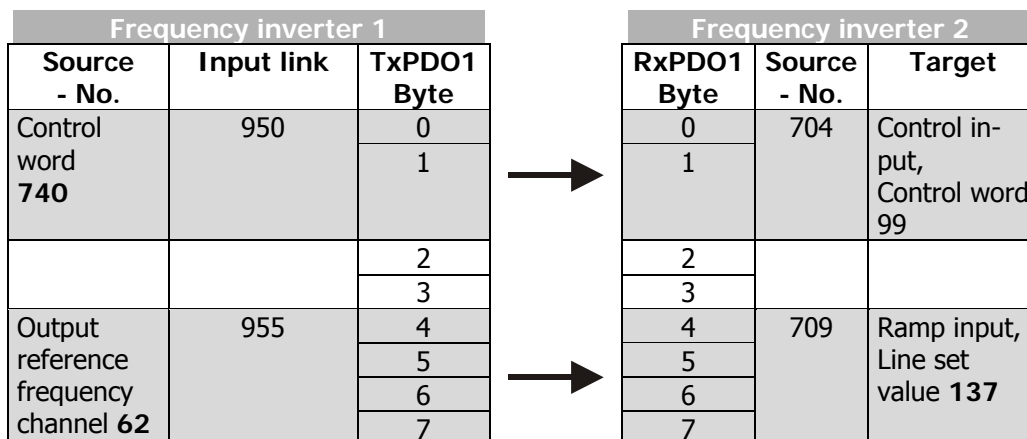 Frequency inverter 1
Frequency inverter 2
Source
- No.
Input link
TxPDO1
Byte
RxPDO1
Byte
Source
- No.
Target
Control
word
740
950
0
1
0
1
704
Control in-
put,
Control word
99
2
3
2
3
Output
reference
frequency
channel 62
955
4
5
6
7
4
5
6
7
709
Ramp input,
Line set
value 137